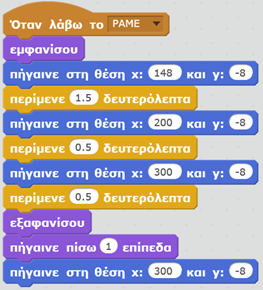 Όταν λάβω το PAME
εμφανίσου
πήγαινε στη θέση x: 148 και y: -8
περίμενε 1.5 δευτερόλεπτα
πήγαινε στη θέση x: 200 και y: -8
περίμενε 0.5 δευτερόλεπτα
πήγαινε στη θέση x: 300 και y: -8
περίμενε 0.5 δευτερόλεπτα
εξαφανίσου
πήγαινε πίσω 1 επίπεδα
πήγαινε στη θέση x: 300 και y: -8